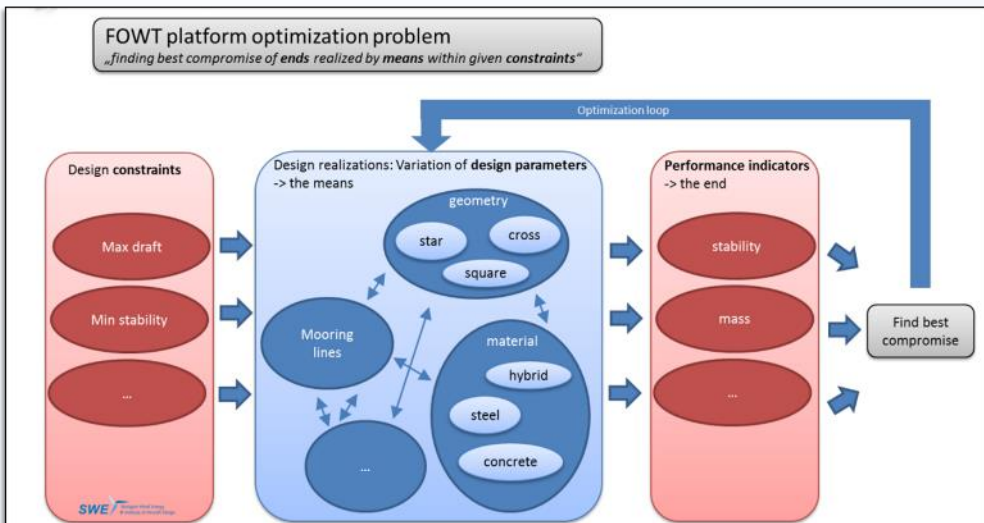 FOWT platform optimization problem
„finding best compromise of ends realized by means within given constraints“
Optimization loop
Design constraints
Max draft
Min stability
...
Design realizations: Variation of design parameters
-> the means
geometry
star
cross
square
Mooring
lines
material
hybrid
steel
concrete
...
Performance indicators
-> the end
stability
mass
...
Find best
compromise
SWE